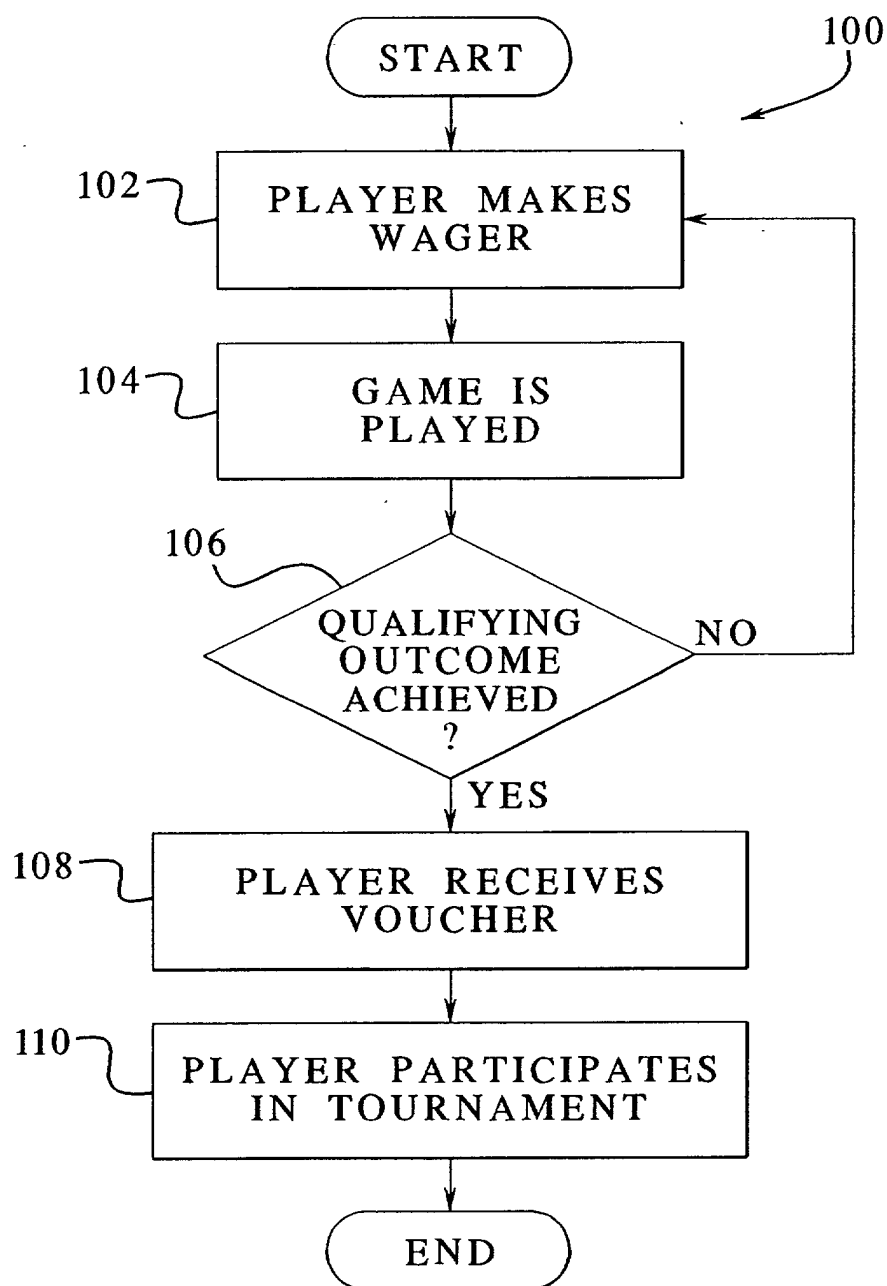 START
100
102
PLAYER MAKES
WAGER
104
GAME IS
PLAYED
106
QUALIFYING
OUTCOME
ACHIEVED
?
NO
YES
108
PLAYER RECEIVES
VOUCHER
110
PLAYER PARTICIPATES
IN TOURNAMENT
END